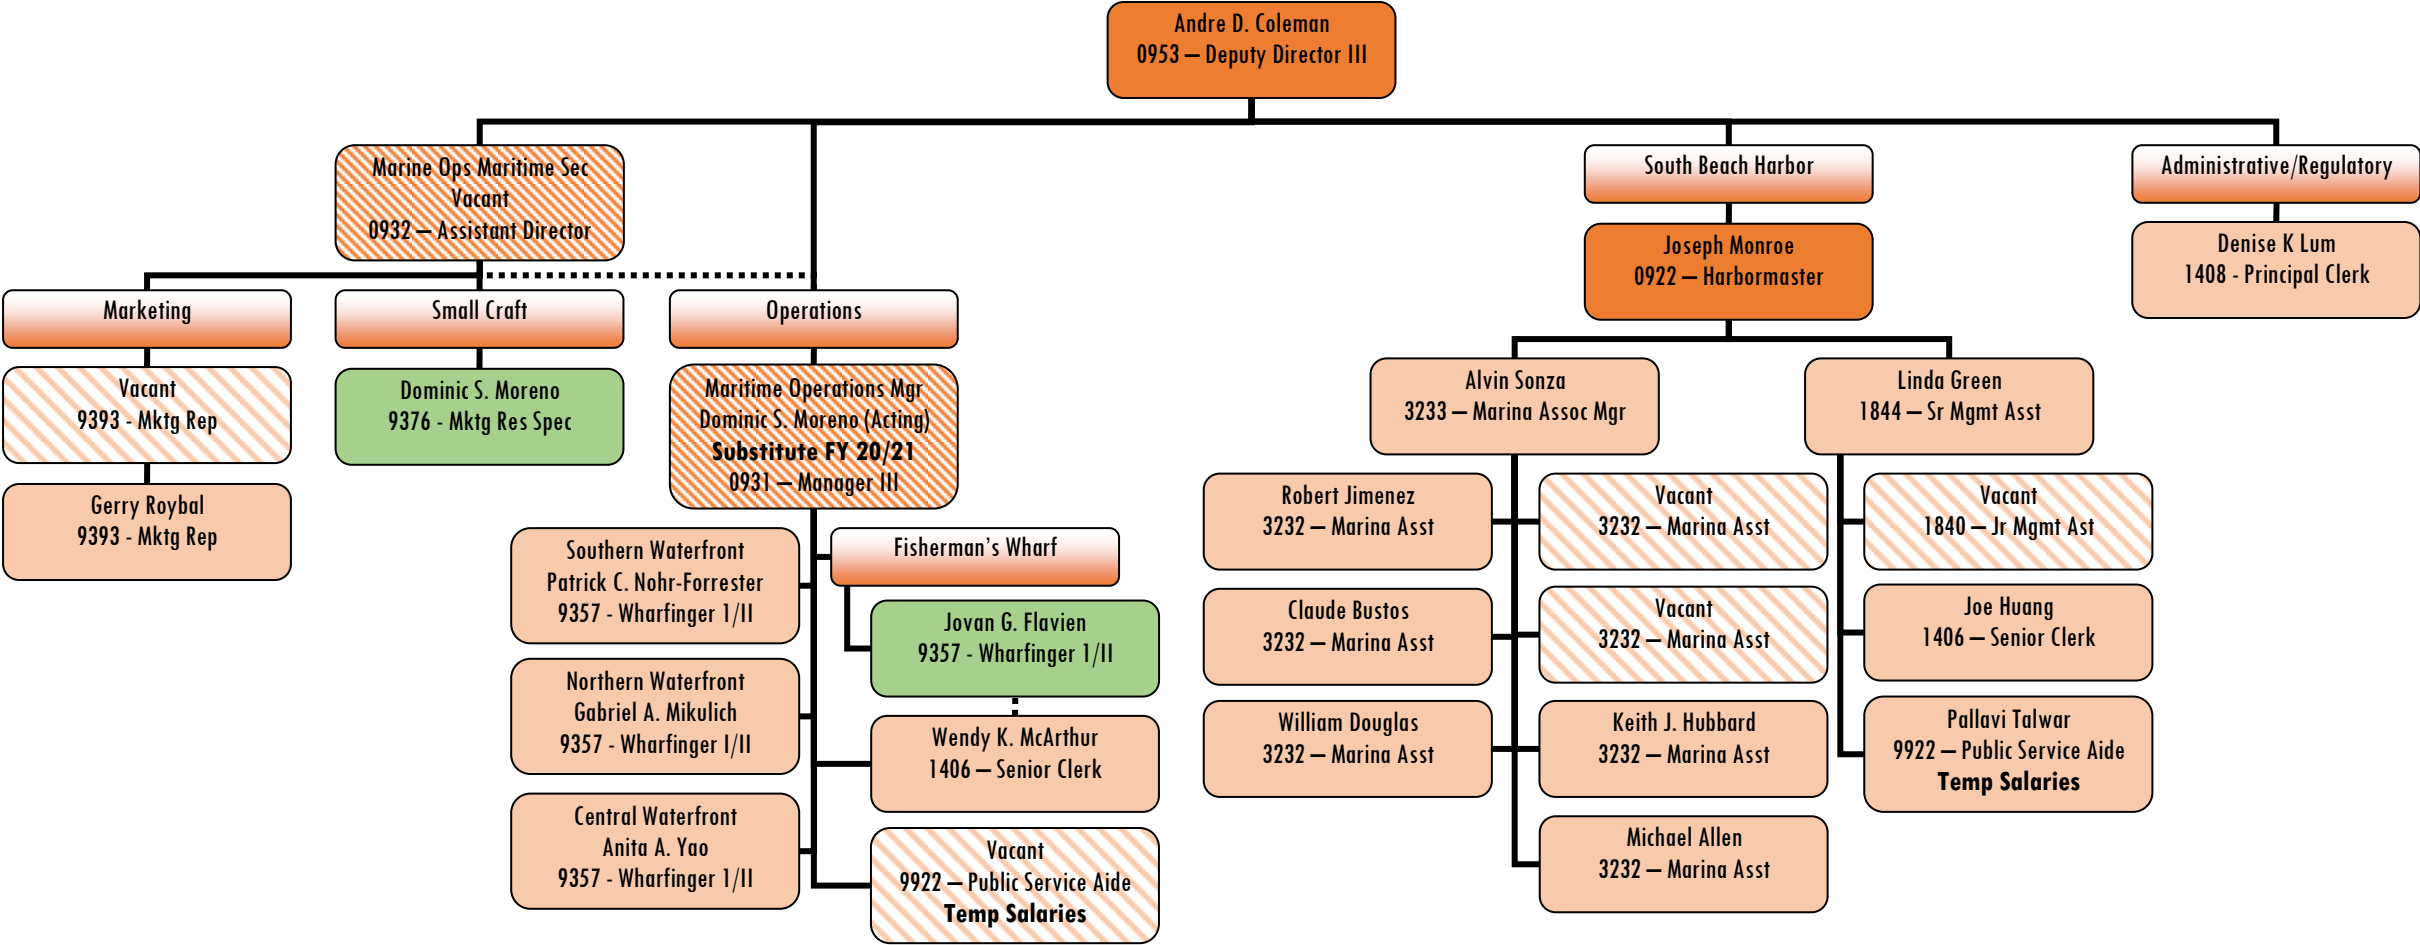 Andre D. Coleman
0953 – Deputy Director III
Marine Ops Maritime Sec
Vacant
0932 – Assistant Director
South Beach Harbor
Administrative/Regulatory
Joseph Monroe
0922 – Harbormaster
Denise K Lum
1408 - Principal Clerk
Marketing
Small Craft
Operations
Vacant
9393 - Mktg Rep
Gerry Roybal
9393 - Mktg Rep
Dominic S. Moreno
9376 - Mktg Res Spec
Maritime Operations Mgr
Dominic S. Moreno (Acting)
Substitute FY 20/21
0931 – Manager III
Southern Waterfront
Patrick C. Nohr-Forrester
9357 - Wharfinger 1/II
Northern Waterfront
Gabriel A. Mikulich
9357 - Wharfinger I/II
Central Waterfront
Anita A. Yao
9357 - Wharfinger 1/II
Fisherman’s Wharf
Jovan G. Flavien
9357 - Wharfinger 1/II
Wendy K. McArthur
1406 – Senior Clerk
Vacant
9922 – Public Service Aide
Temp Salaries
Alvin Sonza
3233 – Marina Assoc Mgr
Linda Green
1844 – Sr Mgmt Asst
Robert Jimenez
3232 – Marina Asst
Claude Bustos
3232 – Marina Asst
William Douglas
3232 – Marina Asst
Vacant
3232 – Marina Asst
Vacant
3232 – Marina Asst
Keith J. Hubbard
3232 – Marina Asst
Michael Allen
3232 – Marina Asst
Vacant
1840 – Jr Mgmt Ast
Joe Huang
1406 – Senior Clerk
Pallavi Talwar
9922 – Public Service Aide
Temp Salaries